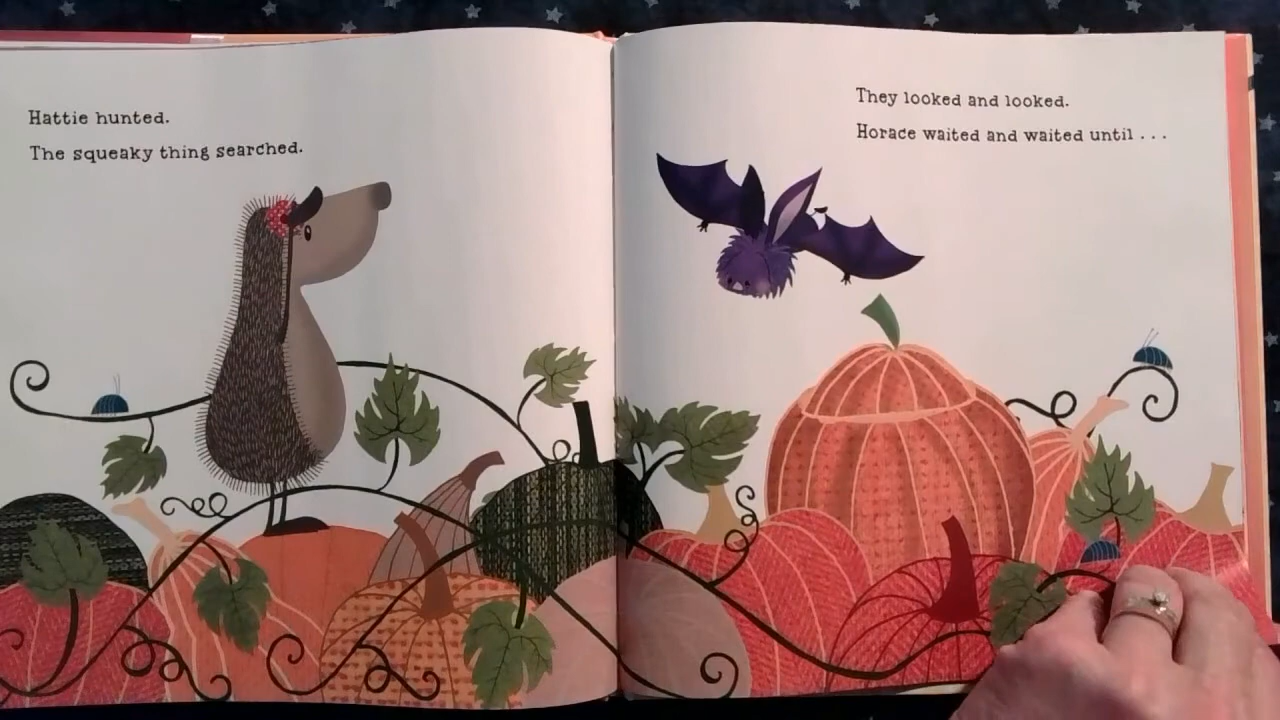 Hattie hunted.
The squeaky thing searched.
They looked and looked.
Horace waited and waited until . . .